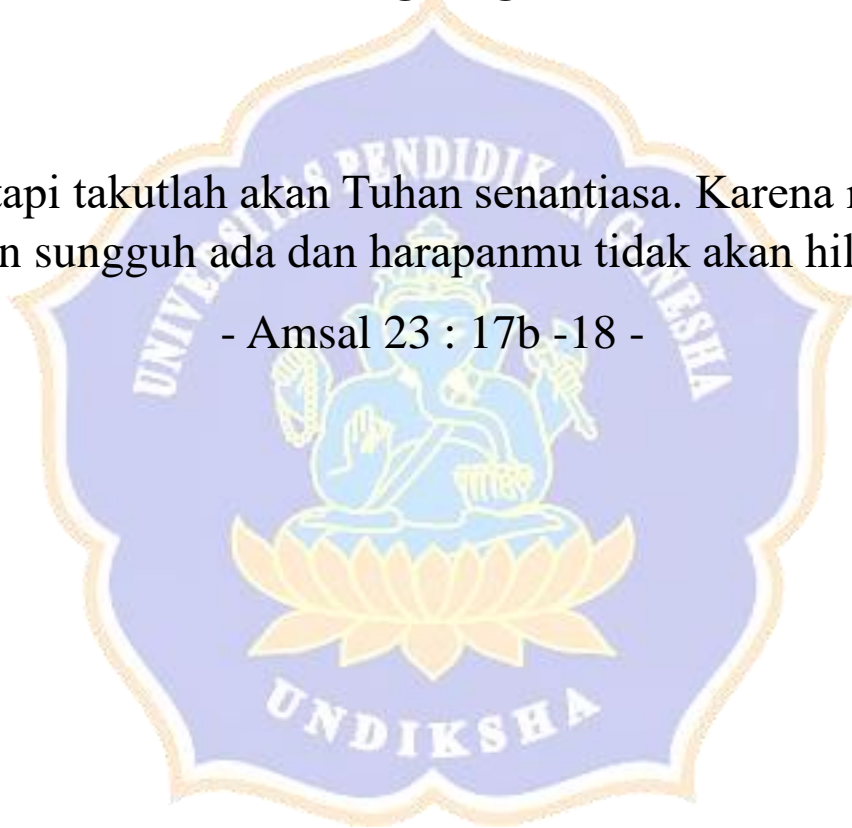 UNIVERSITAS PENDIDIKAN GANESHA
tapi takutlah akan Tuhan senantiasa. Karena
n sungguh ada dan harapanmu tidak akan hil
- Amsal 23 : 17b -18 -
UNDIKSHA